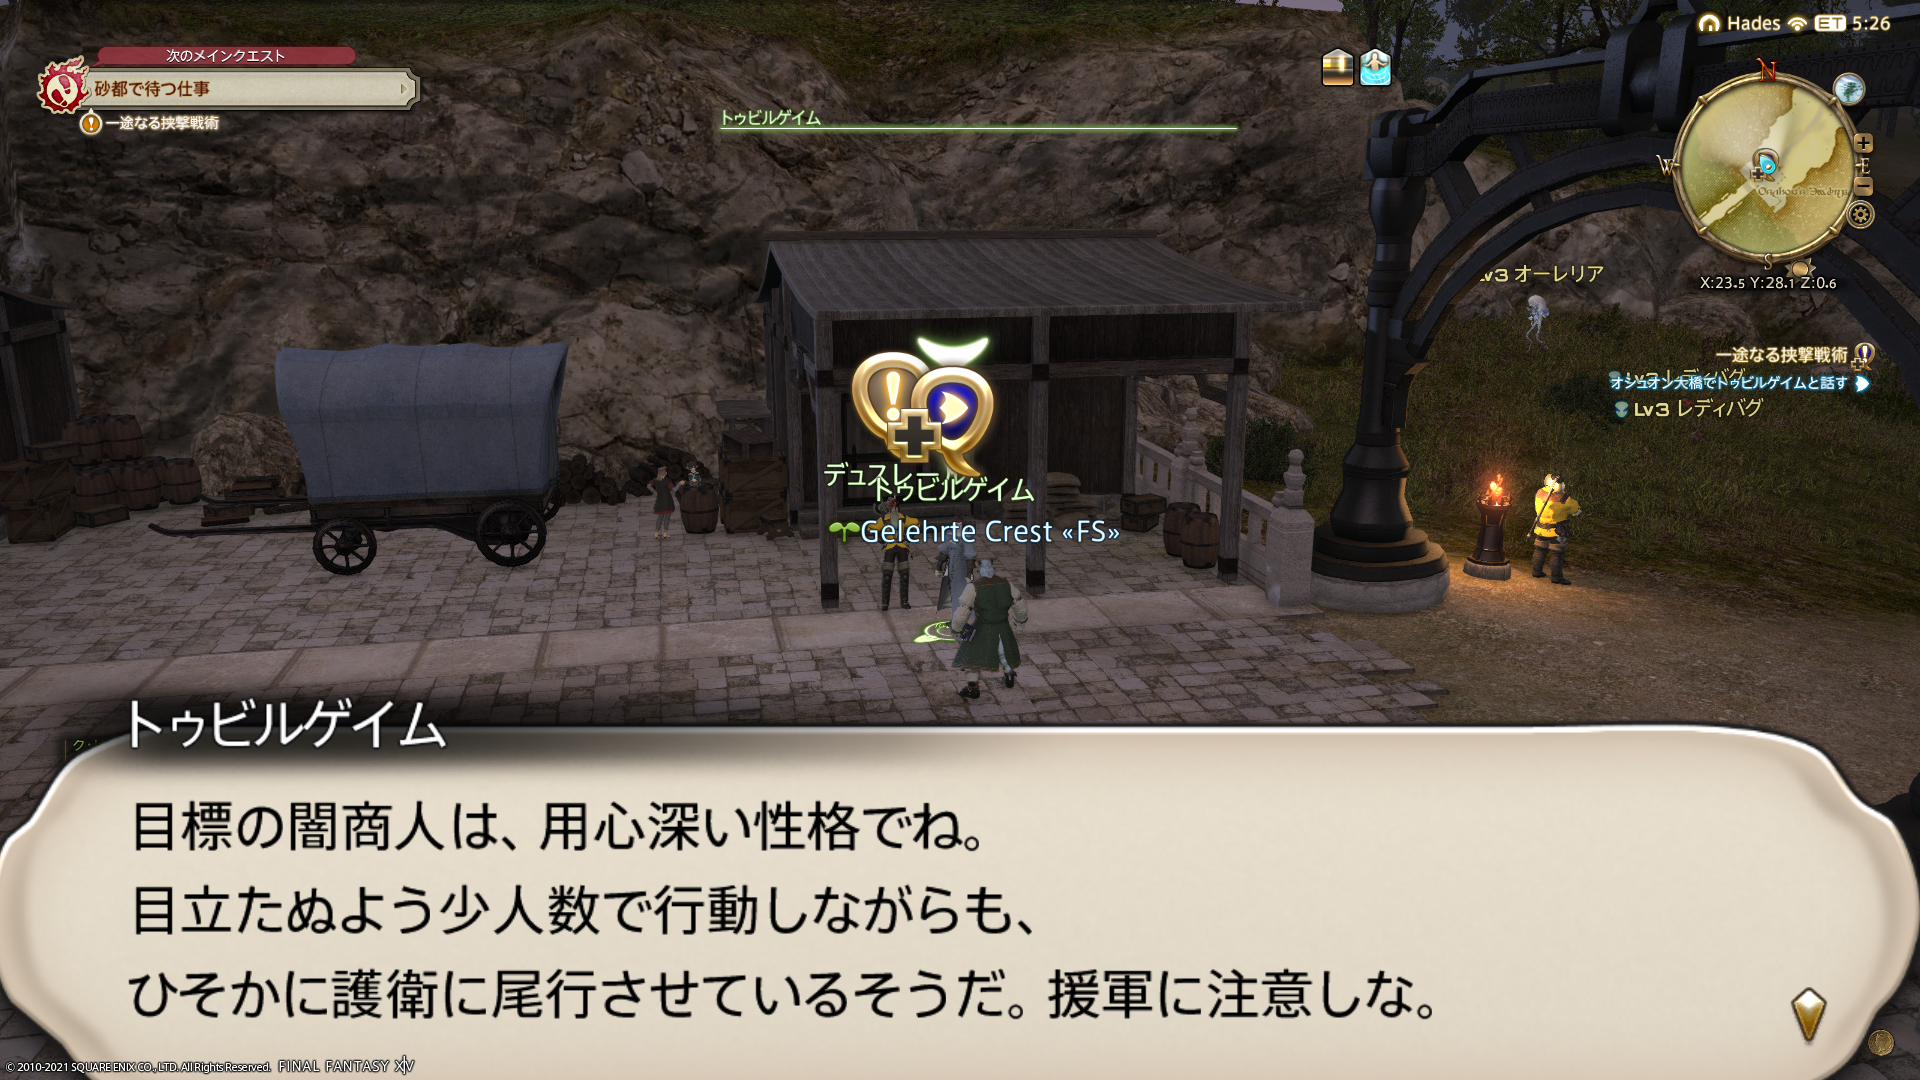 次のメインクエスト
砂都で待つ仕事
一途なる挟撃戦術
トゥビルゲイム
Hades ET 5:26
N
W
E
S
X:23.5 Y:28.1 Z:0.6
Lv3 オーレリア
一途なる挟撃戦術
オシュオン大橋でトゥビルゲイムと話す
Lv3 レディバグ
トゥビルゲイム
Gelehrte Crest «FS»
トゥビルゲイム
目標の闇商人は、用心深い性格でね。
目立たぬよう少人数で行動しながらも、
ひそかに護衛に尾行させているそうだ。援軍に注意しな。
© 2010-2021 SQUARE ENIX CO., LTD. All Rights Reserved. FINAL FANTASY XIV